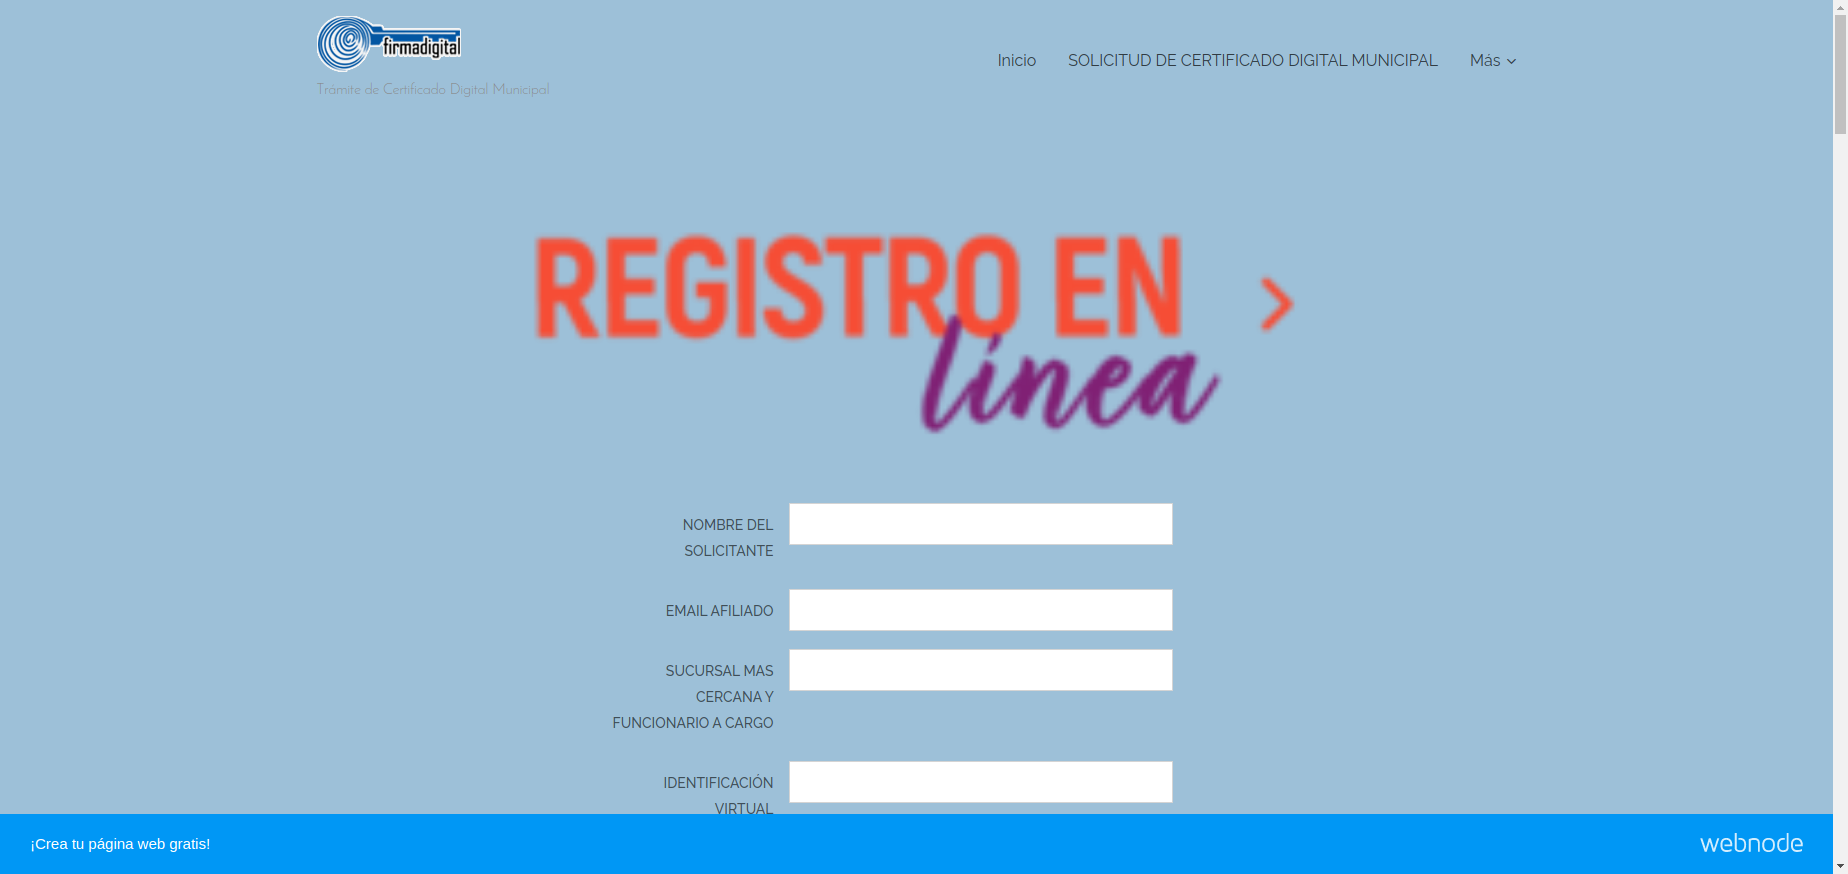 firmadigital
Trámite de Certificado Digital Municipal
Inicio
SOLICITUD DE CERTIFICADO DIGITAL MUNICIPAL
Más
REGISTRO EN
línea
NOMBRE DEL
SOLICITANTE
EMAIL AFILIADO
SUCURSAL MAS
CERCANA Y
FUNCIONARIO A CARGO
IDENTIFICACIÓN
VIRTUAL
¡Crea tu página web gratis!
webnode